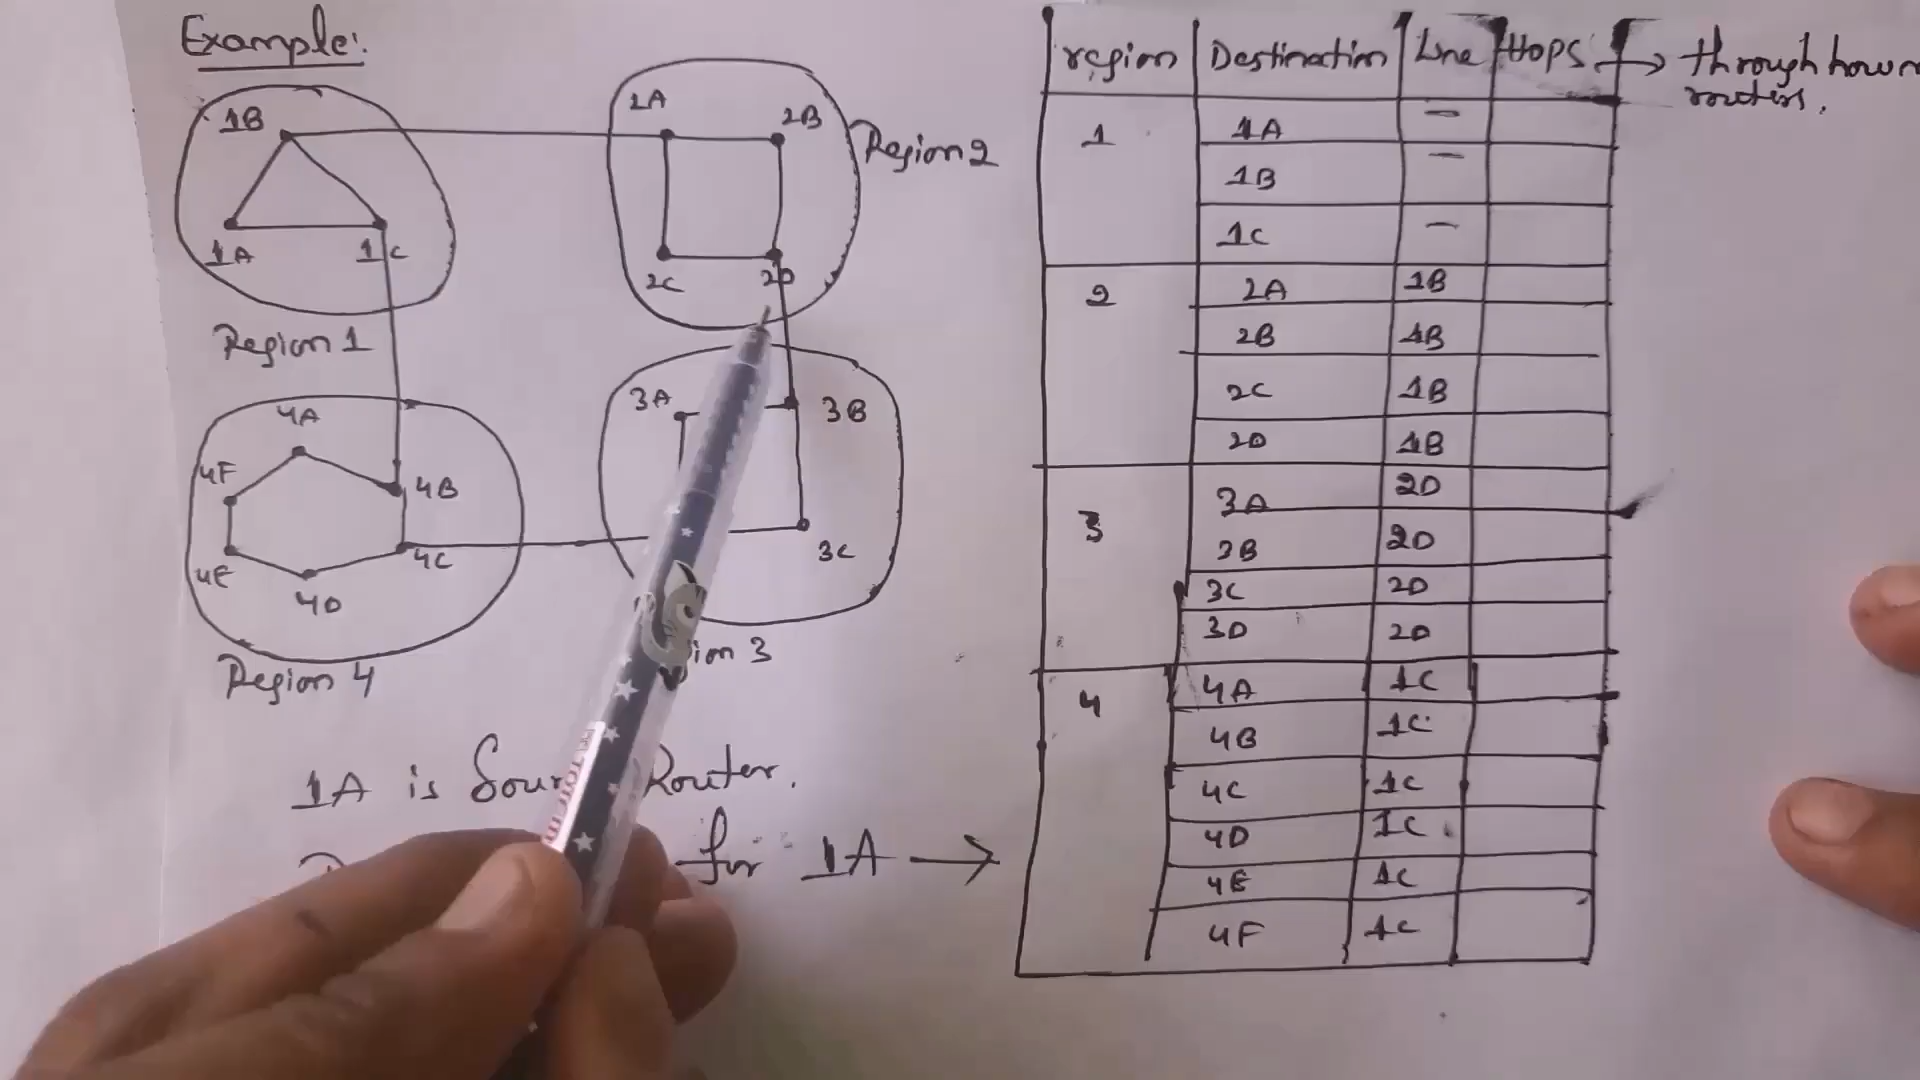 Example:
1B
1A
1C
Region 1
2A
2B
2C
2D
Region 2
4A
4F
4B
4E
4C
4D
Region 4
3A
3B
3C
ion 3
1A is Sour Router.
for 1A →
region Destination Line Hops → through how
routers.
1 1A –
1B –
1C –
2 2A 1B
2B 1B
2C 1B
2D 1B
3 3A 2D
3B 2D
3C 2D
3D 2D
4 4A 1C
4B 1C
4C 1C
4D 1C
4E 1C
4F 1C